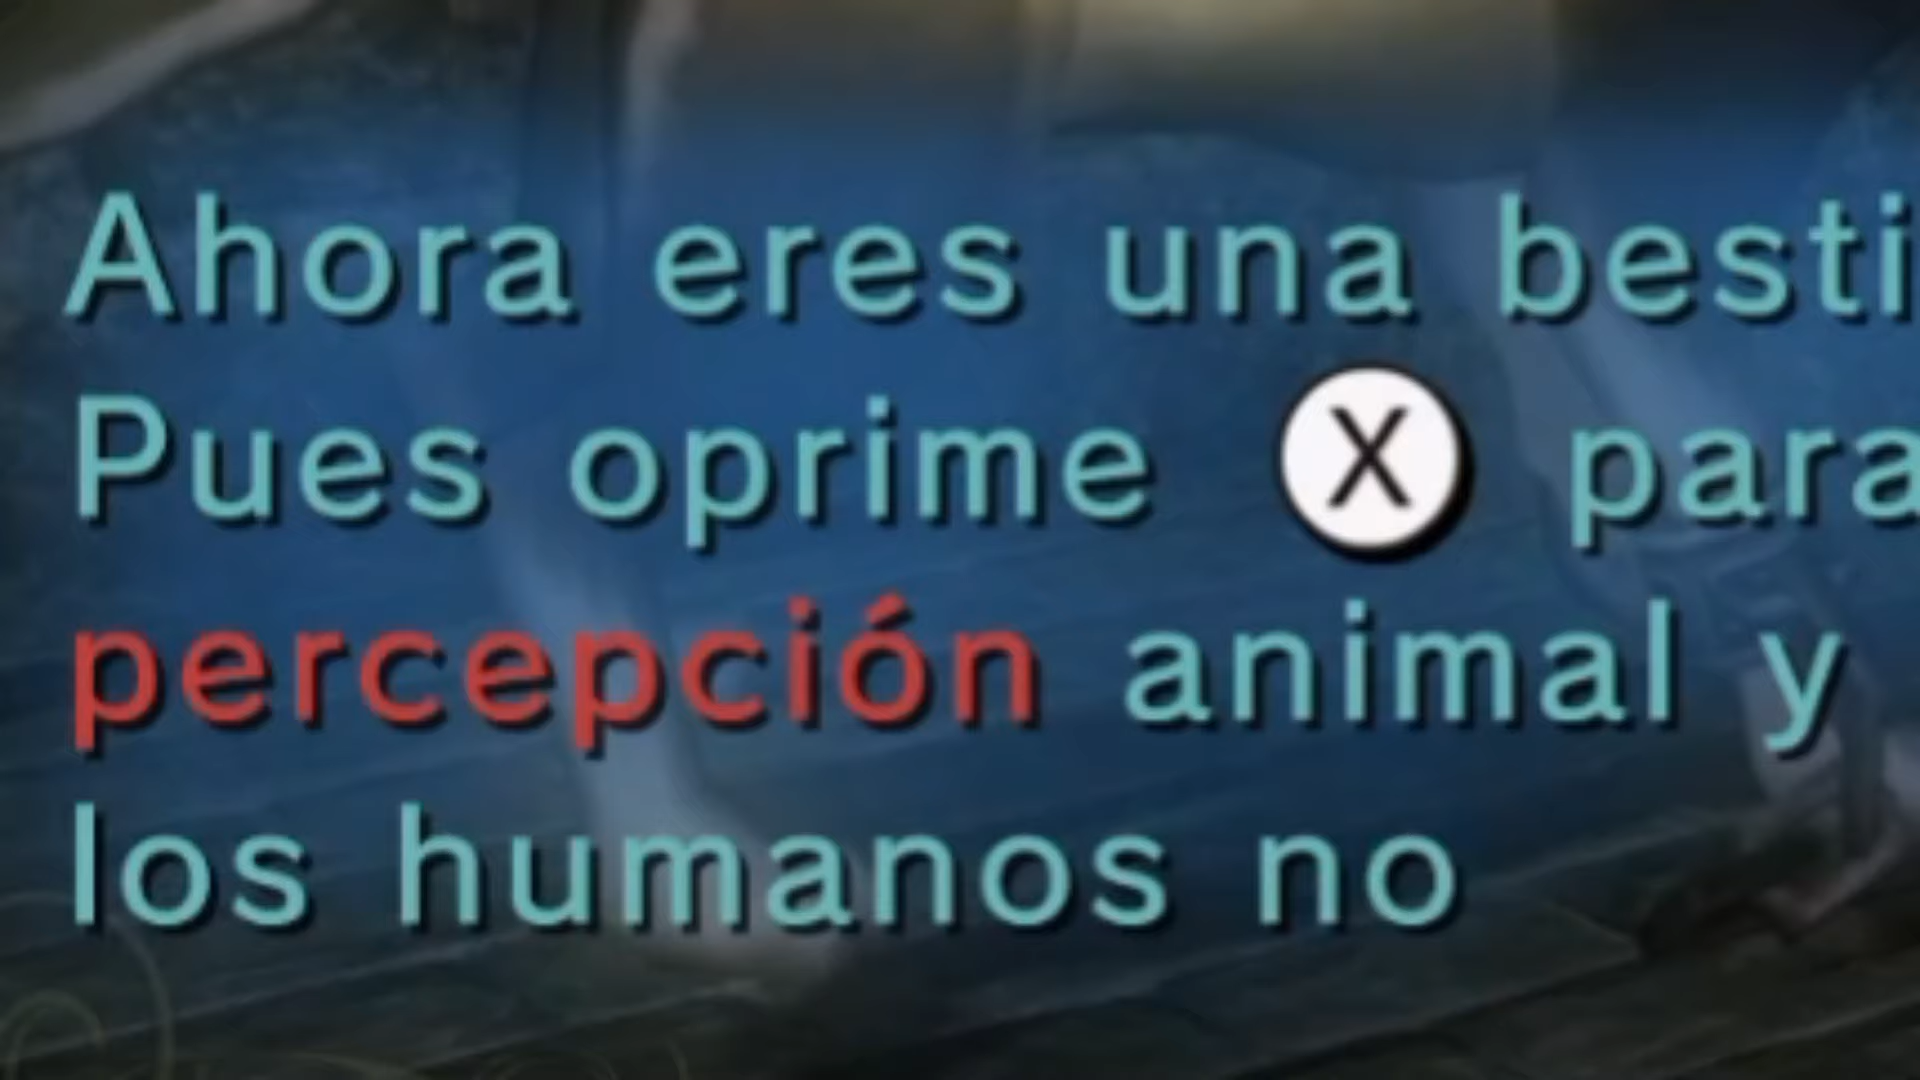 Ahora eres una besti
Pues oprime X para
percepción animal y
los humanos no